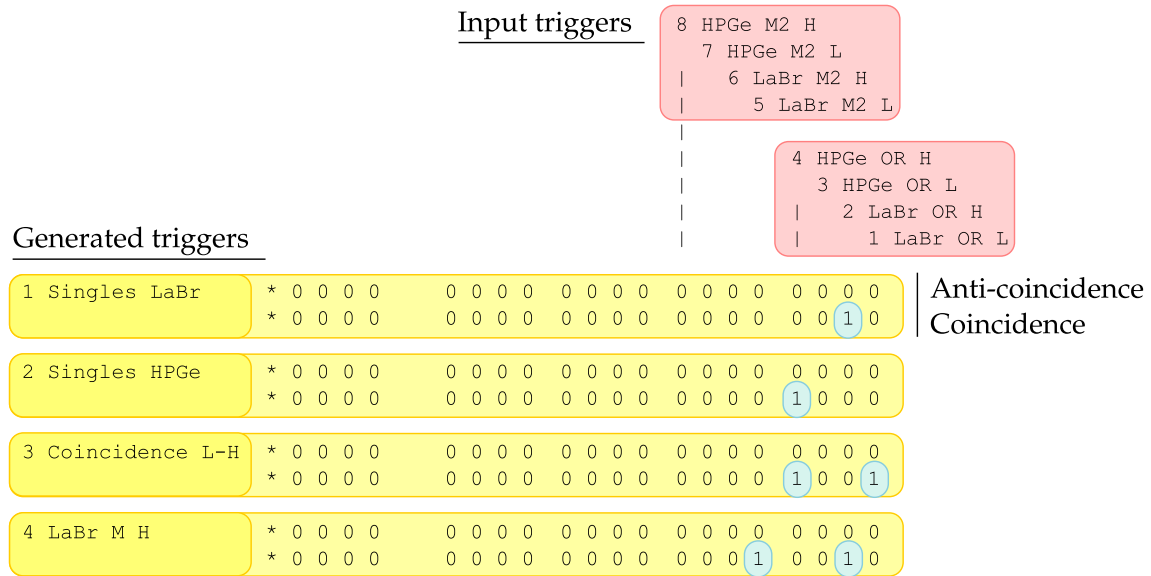 Input triggers
8 HPGe M2 H
7 HPGe M2 L
| 6 LaBr M2 H
| 5 LaBr M2 L
|
| 4 HPGe OR H
| 3 HPGe OR L
| | 2 LaBr OR H
| | 1 LaBr OR L
Generated triggers
1 Singles LaBr * 0 0 0 0 0 0 0 0 0 0 0 0 0 0 0 0 0 0 0 0 Anti-coincidence
* 0 0 0 0 0 0 0 0 0 0 0 0 0 0 0 0 0 0 1 0 Coincidence
2 Singles HPGe * 0 0 0 0 0 0 0 0 0 0 0 0 0 0 0 0 0 0 0 0
* 0 0 0 0 0 0 0 0 0 0 0 0 0 0 0 0 1 0 0 0
3 Coincidence L-H * 0 0 0 0 0 0 0 0 0 0 0 0 0 0 0 0 0 0 0 0
* 0 0 0 0 0 0 0 0 0 0 0 0 0 0 0 0 1 0 0 1
4 LaBr M H * 0 0 0 0 0 0 0 0 0 0 0 0 0 0 0 0 0 0 0 0
* 0 0 0 0 0 0 0 0 0 0 0 0 0 0 0 1 0 0 1 0